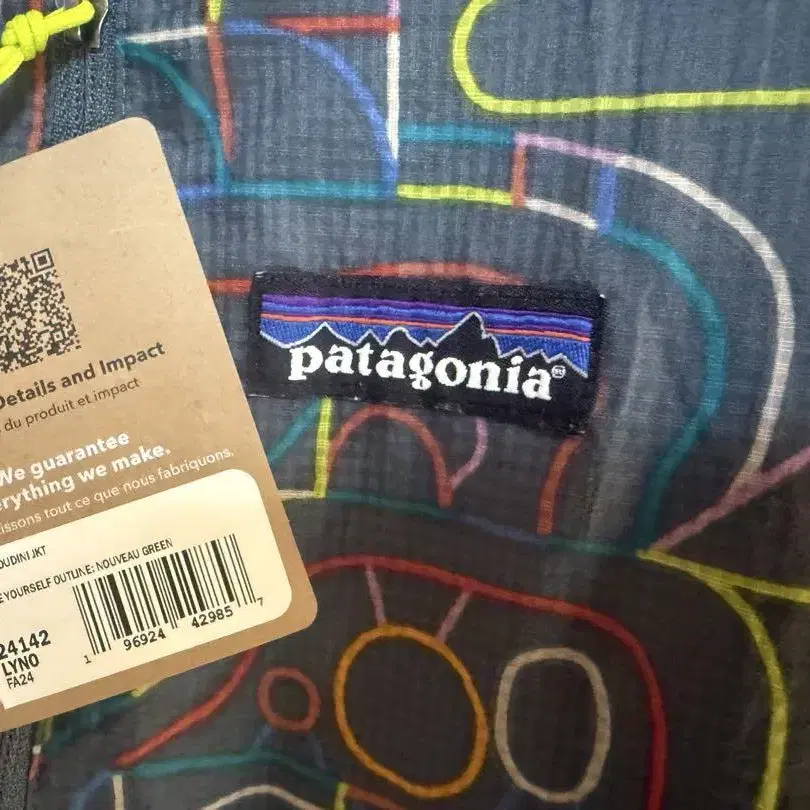 patagonia®
Details and Impact
du produit et impact
We guarantee
everything we make.
issons tout ce que nous fabriquons.
OUDINI JKT
E YOURSELF OUTLINE: NOUVEAU GREEN
24142
LYNO
FA24
1 96924 42985 7